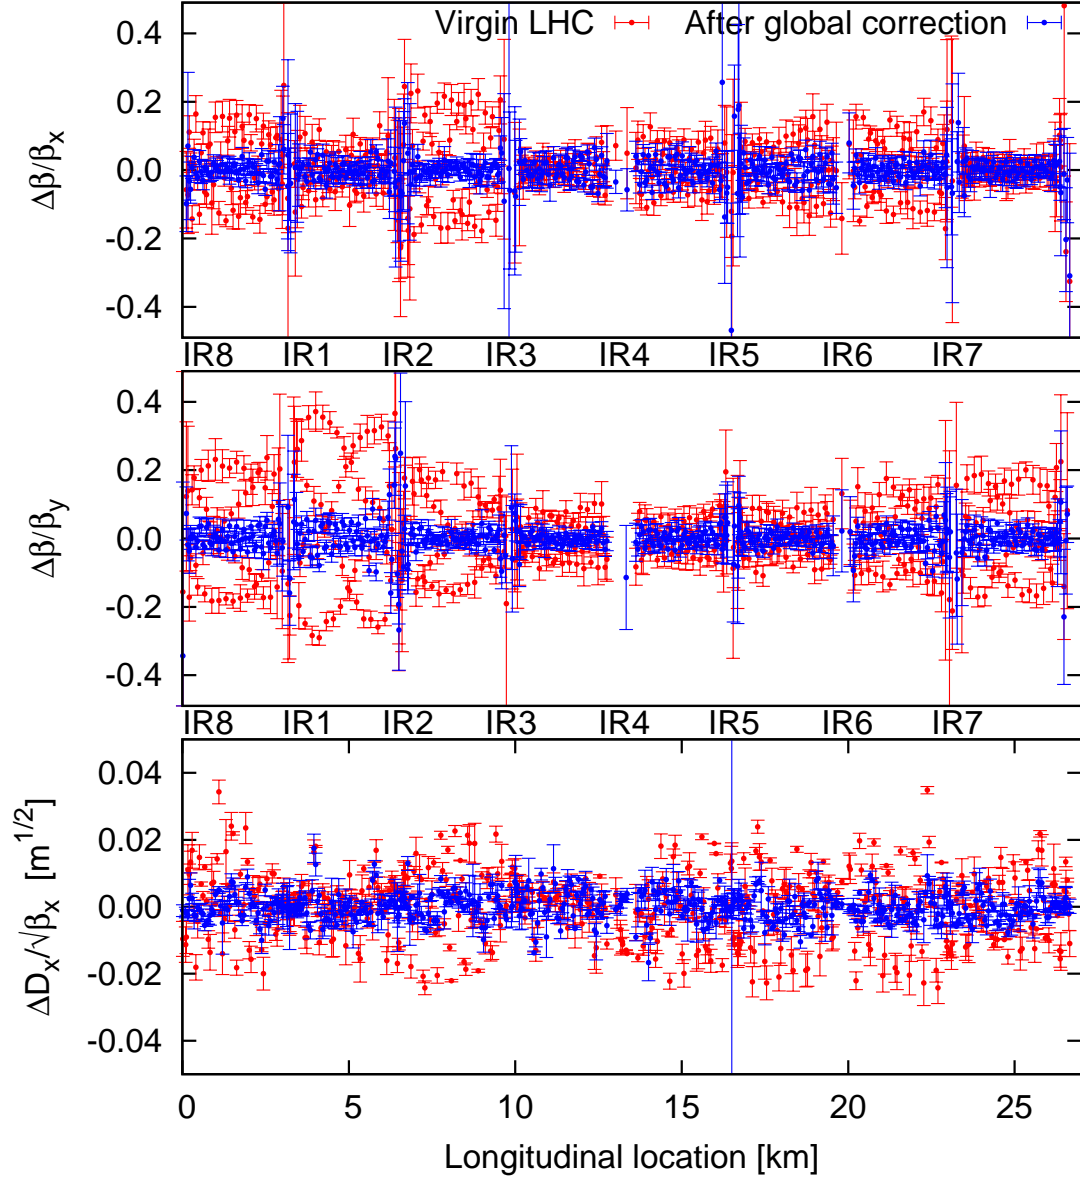 Virgin LHC After global correction
0.4
0.2
0.0
-0.2
-0.4
Δβ/βx
IR8 IR1 IR2 IR3 IR4 IR5 IR6 IR7
0.4
0.2
0.0
-0.2
-0.4
Δβ/βy
IR8 IR1 IR2 IR3 IR4 IR5 IR6 IR7
0.04
0.02
0.00
-0.02
-0.04
ΔDx/√βx [m1/2]
0 5 10 15 20 25
Longitudinal location [km]